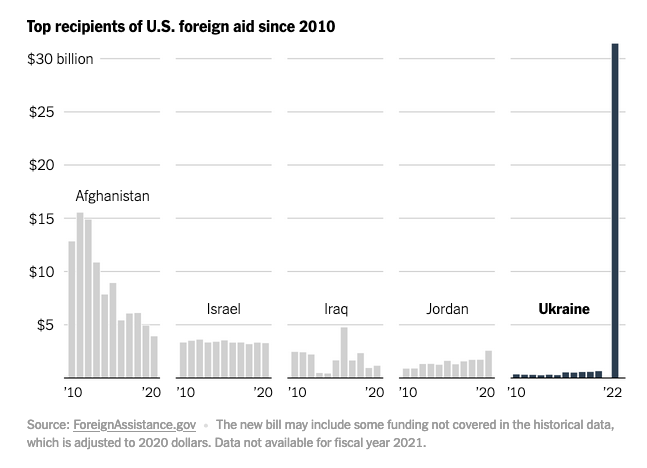 Top recipients of U.S. foreign aid since 2010
$30 billion
$25
$20
$15
$10
$5
Afghanistan
Israel
Iraq
Jordan
Ukraine
’10 ’20 ’10 ’20 ’10 ’20 ’10 ’20 ’10 ’22
Source: ForeignAssistance.gov • The new bill may include some funding not covered in the historical data,
which is adjusted to 2020 dollars. Data not available for fiscal year 2021.